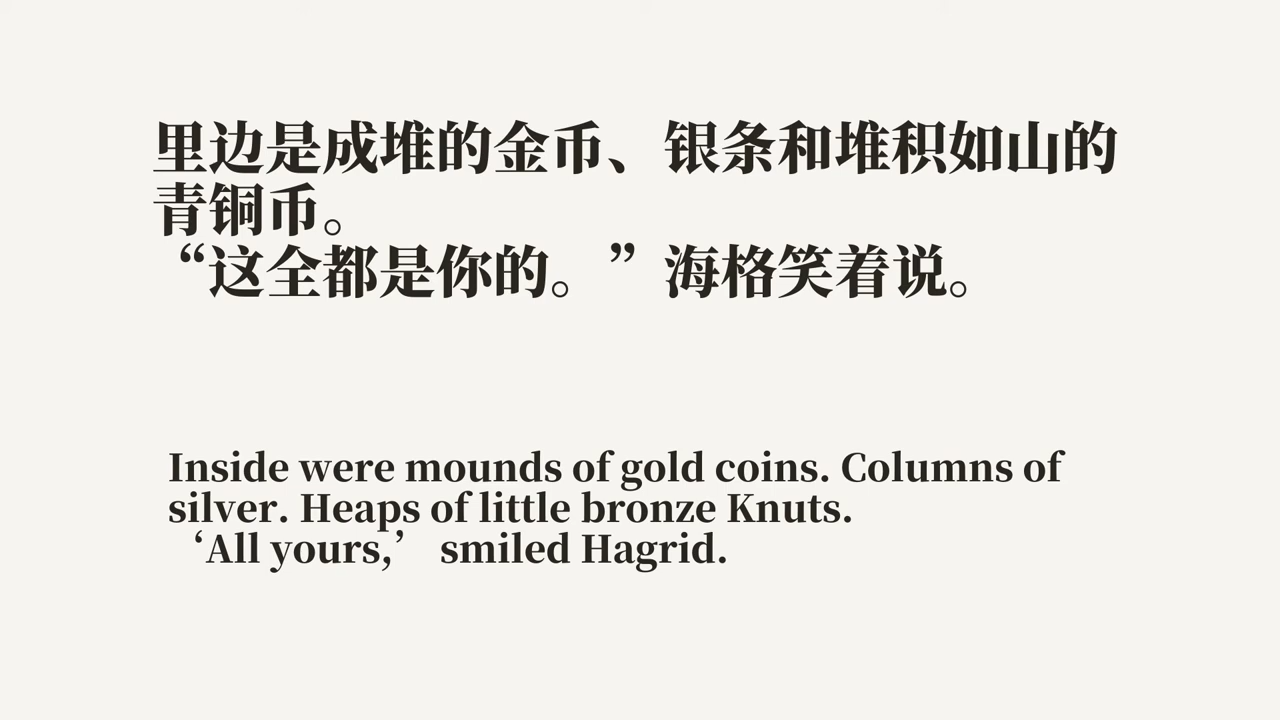 里边是成堆的金币、银条和堆积如山的
青铜币。
“这全都是你的。”海格笑着说。
Inside were mounds of gold coins. Columns of
silver. Heaps of little bronze Knuts.
‘All yours,’ smiled Hagrid.